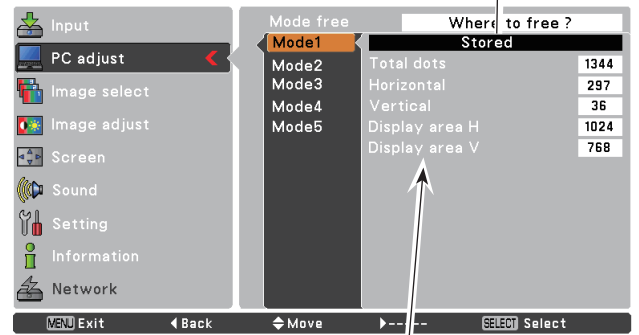 Input
PC adjust
Image select
Image adjust
Screen
Sound
Setting
Information
Network
Mode free Where to free ?
Mode1 Stored
Mode2 Total dots 1344
Mode3 Horizontal 297
Mode4 Vertical 36
Mode5 Display area H 1024
Display area V 768
MENU Exit Back Move ----- SELECT Select